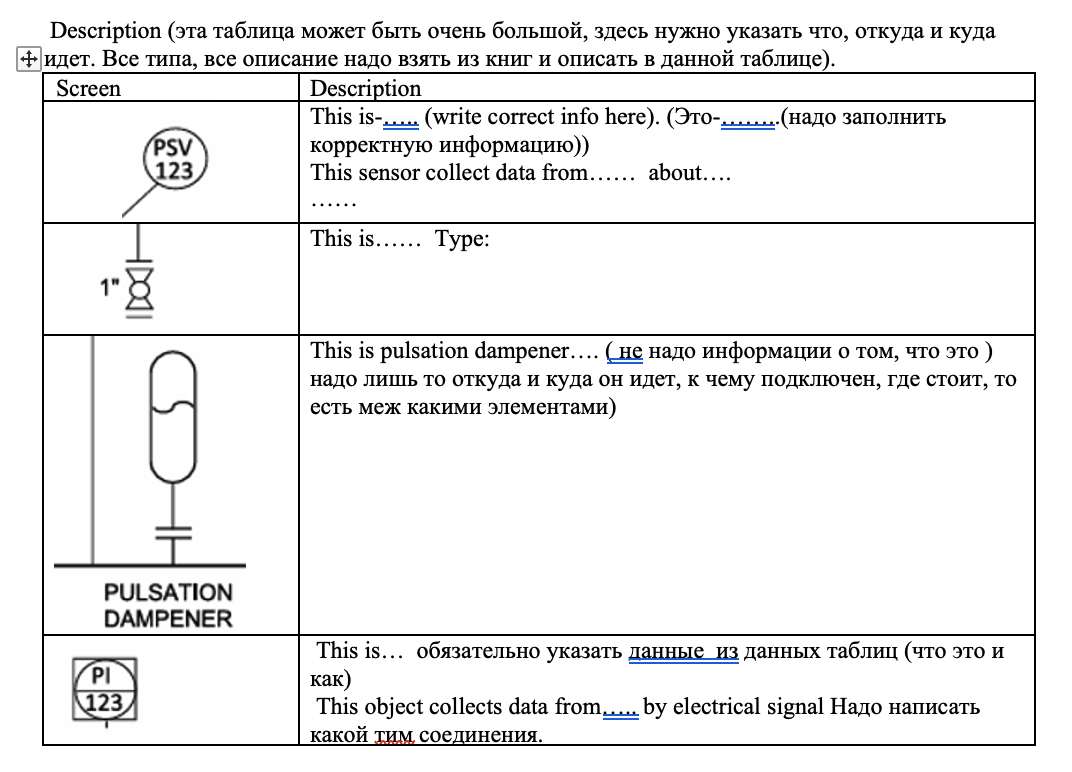 Description (эта таблица может быть очень большой, здесь нужно указать что, откуда и куда
идет. Все типа, все описание надо взять из книг и описать в данной таблице).
Screen
Description
PSV
123
This is-….. (write correct info here). (Это-…….(надо заполнить
корректную информацию))
This sensor collect data from…… about….
……
1"
This is…… Type:
PULSATION
DAMPENER
This is pulsation dampener…. ( не надо информации о том, что это )
надо лишь то откуда и куда он идет, к чему подключен, где стоит, то
есть меж какими элементами)
PI
123
This is… обязательно указать данные из данных таблиц (что это и
как)
This object collects data from….. by electrical signal Надо написать
какой тим соединения.